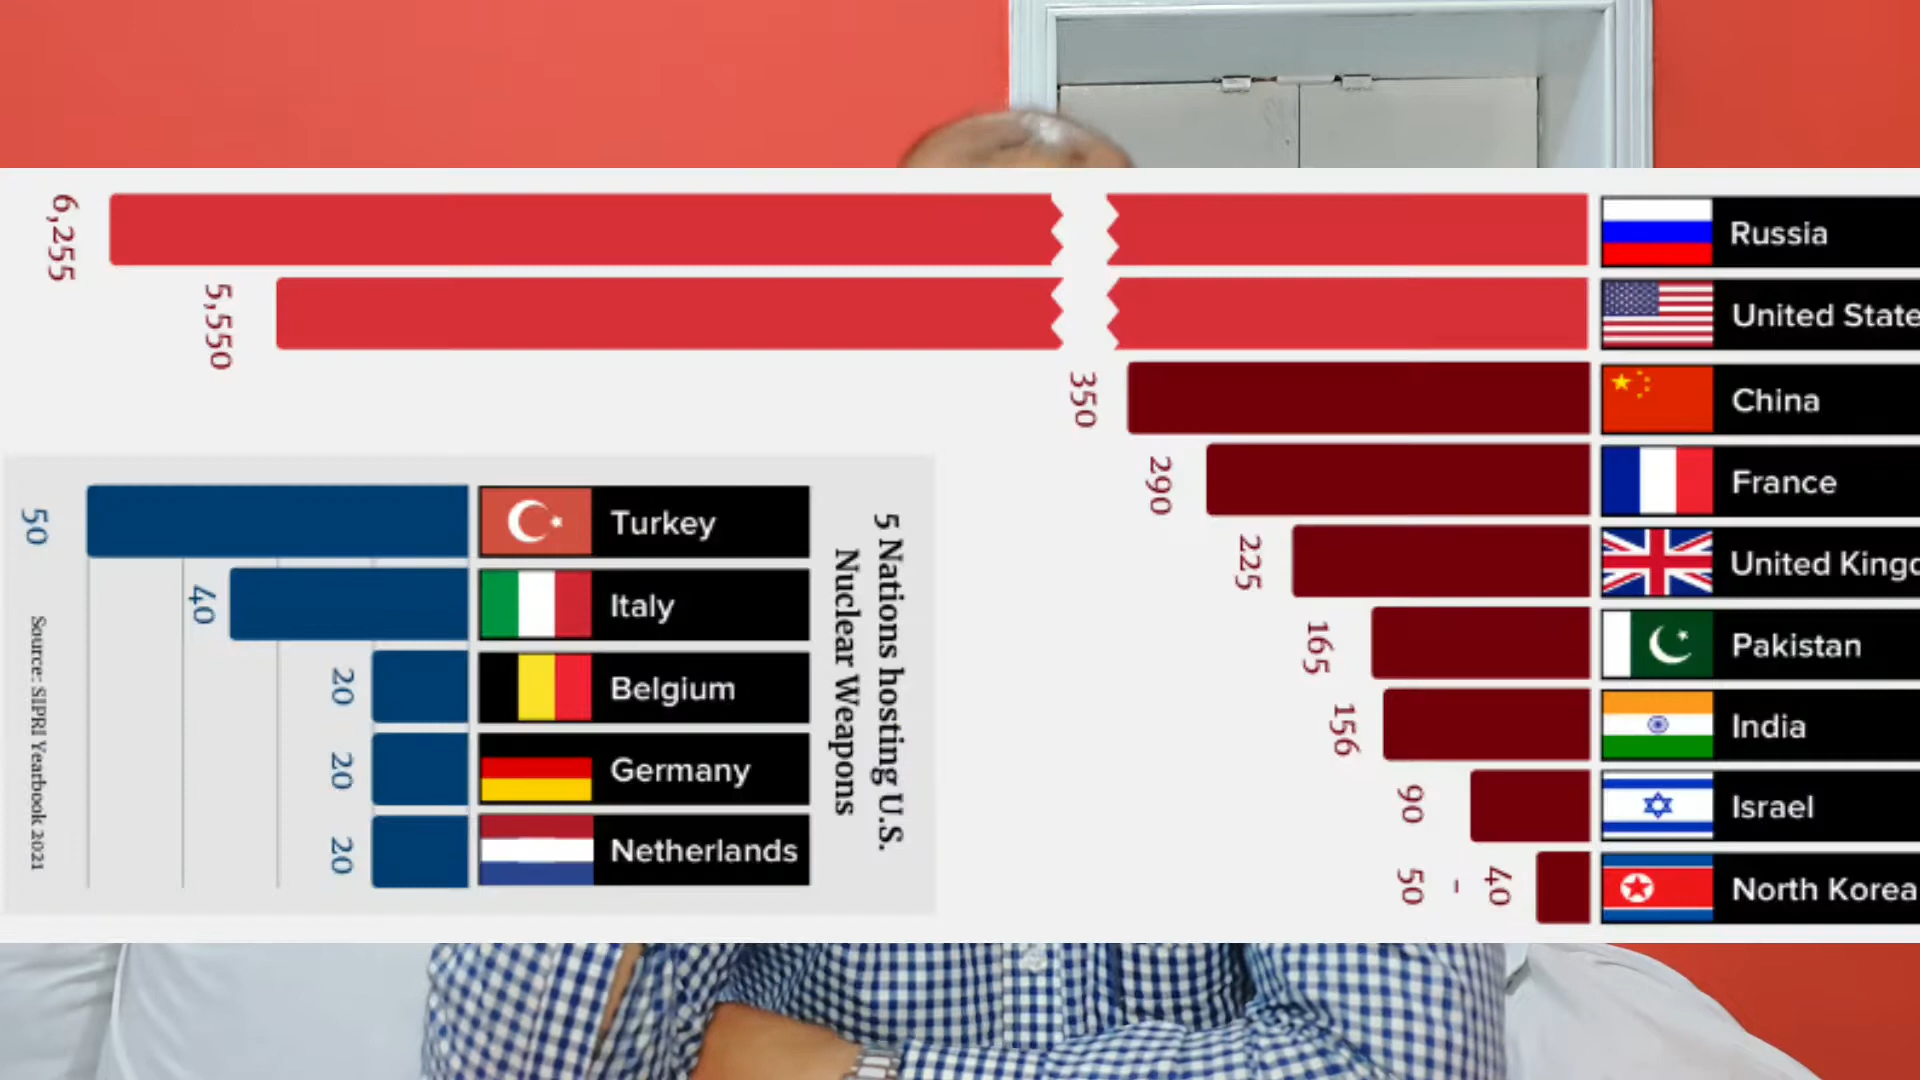 6,255
Russia
5,550
United State
350
China
290
France
225
United Kingd
165
Pakistan
156
India
90
Israel
50 - 40
North Korea
5 Nations hosting U.S.
Nuclear Weapons
50
Turkey
40
Italy
20
Belgium
20
Germany
20
Netherlands
Source: SIPRI Yearbook 2021